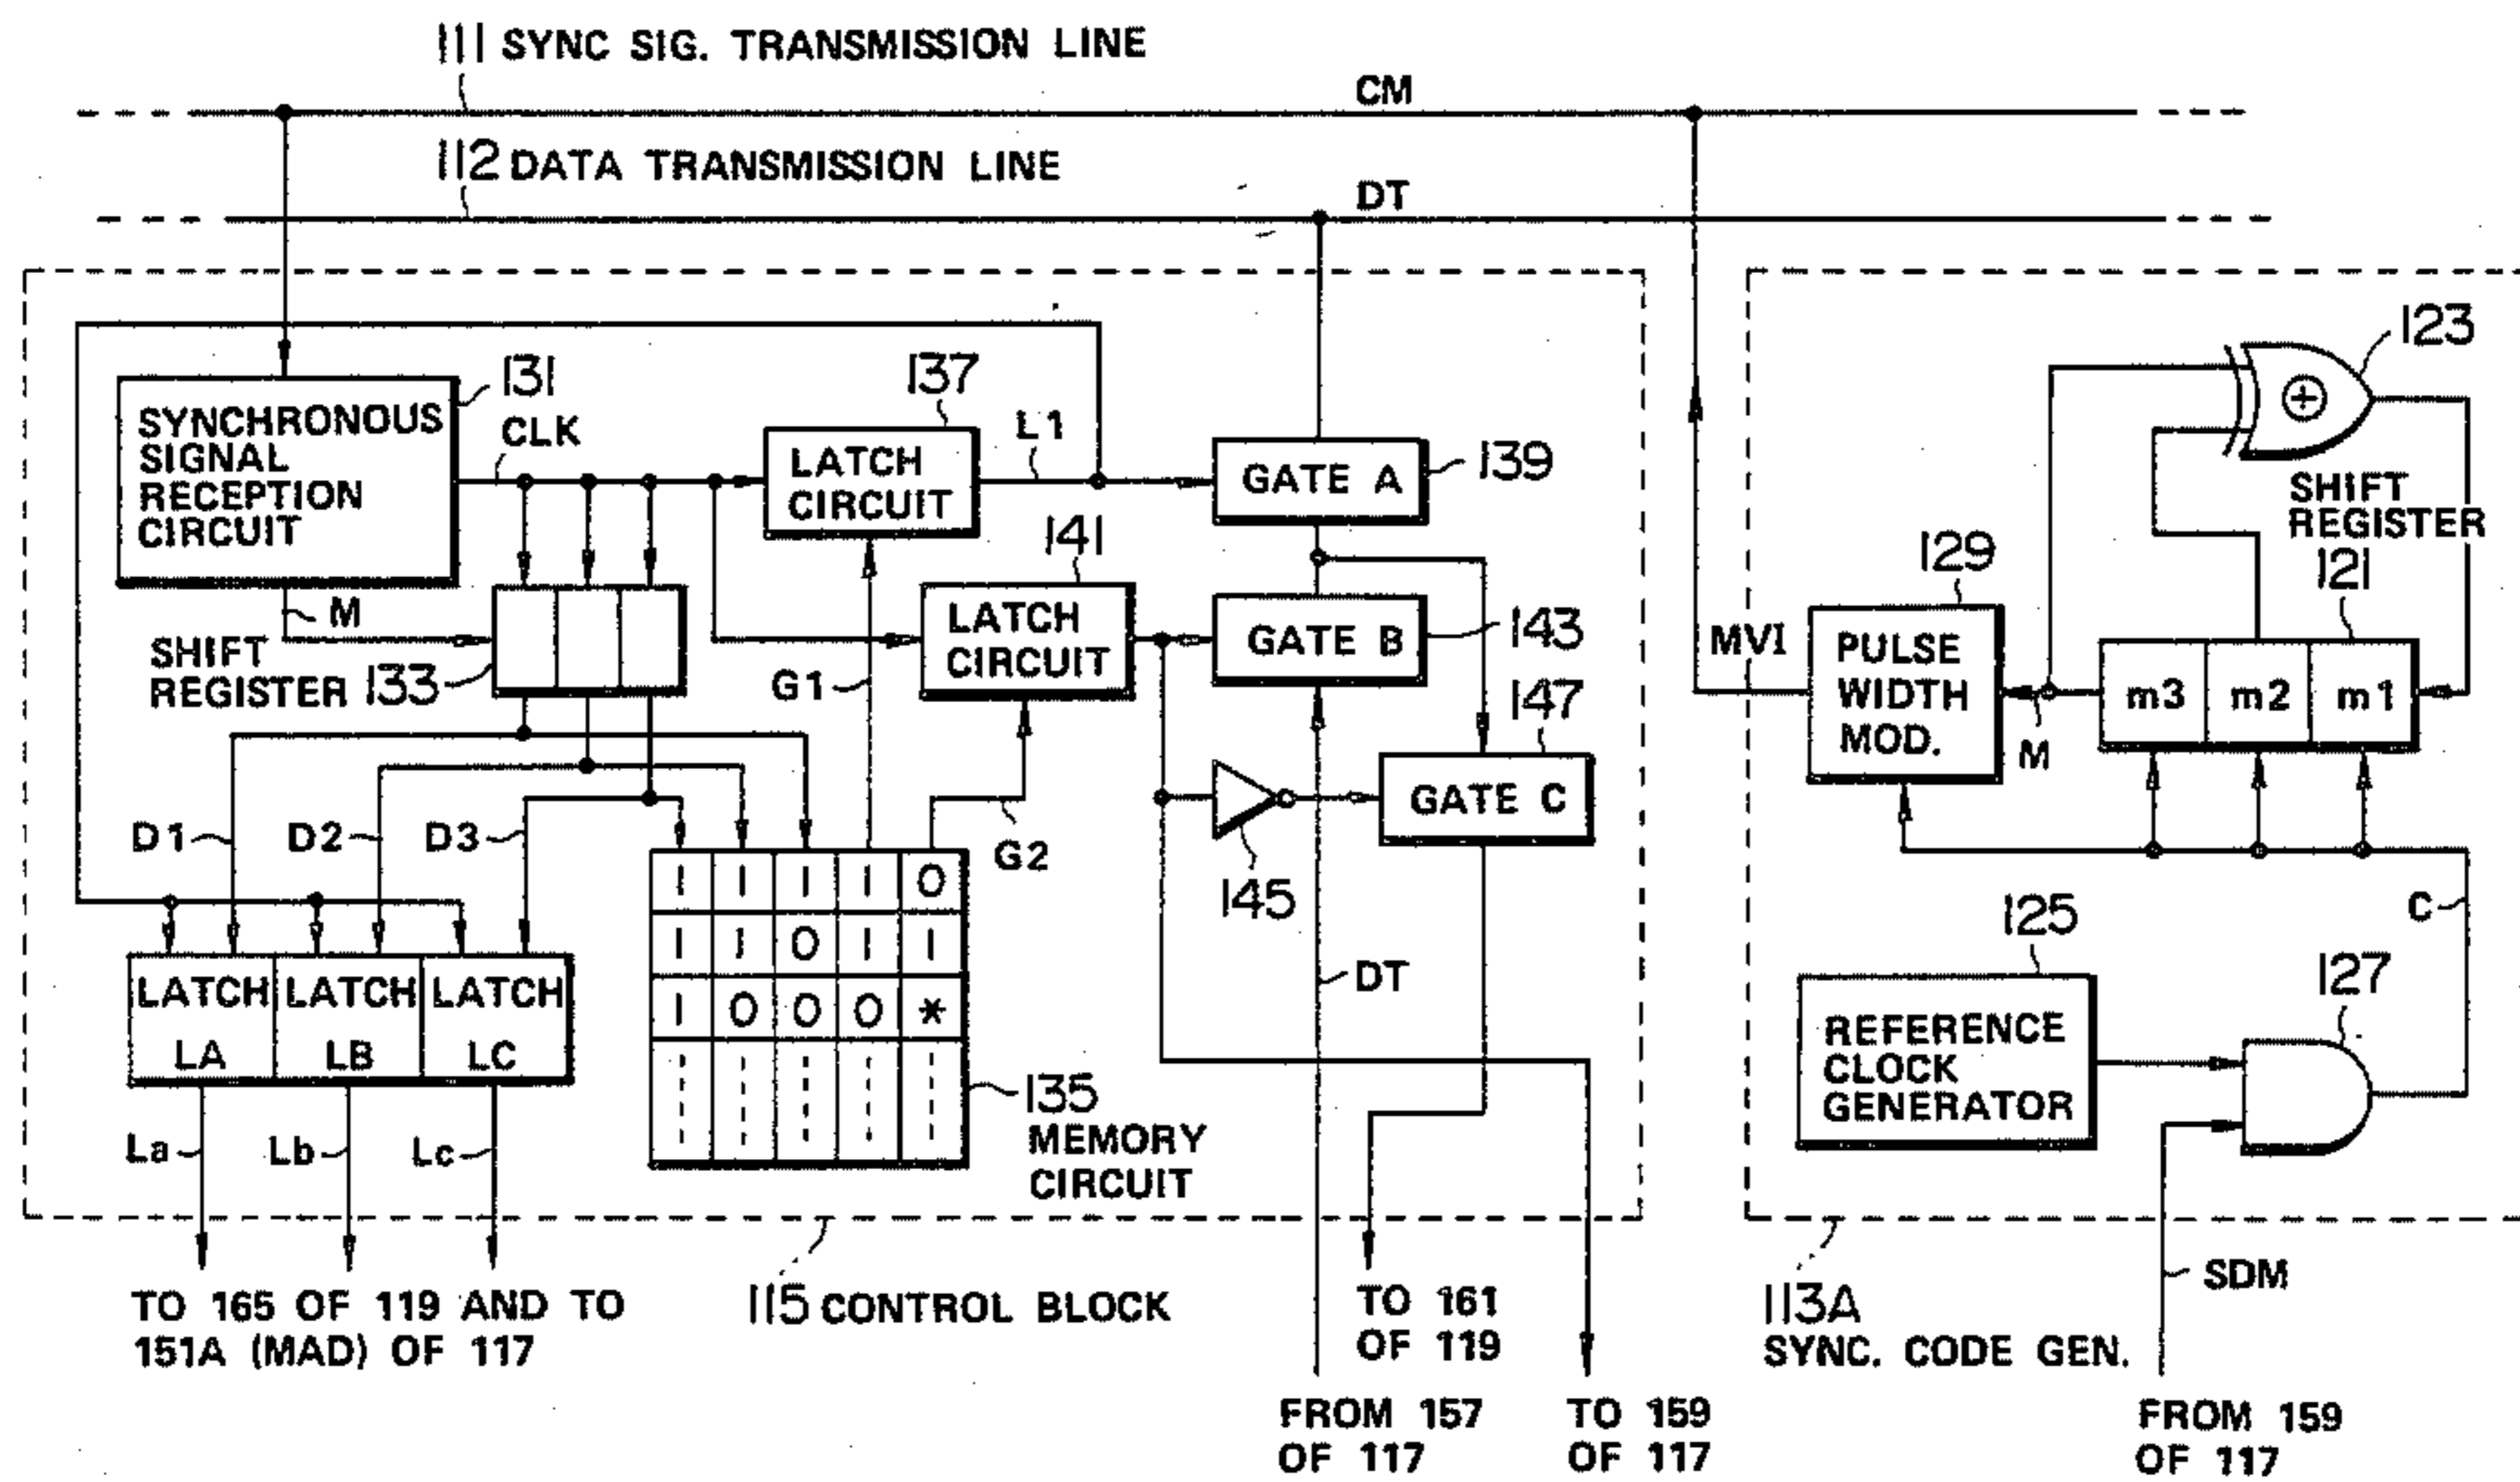 111 SYNC SIG. TRANSMISSION LINE
CM
112 DATA TRANSMISSION LINE
DT
131
SYNCHRONOUS
SIGNAL
RECEPTION
CIRCUIT
CLK
M
137
LATCH
CIRCUIT
L1
139
GATE A
141
LATCH
CIRCUIT
143
GATE B
SHIFT
REGISTER 133
G1
147
GATE C
145
G2
D1
D2
D3
1 1 1 1 0
1 1 0 1 1
1 0 0 0 *
135
MEMORY
CIRCUIT
LATCH
LA
LATCH
LB
LATCH
LC
La
Lb
Lc
DT
TO 165 OF 119 AND TO
151A (MAD) OF 117
115 CONTROL BLOCK
TO 161
OF 119
FROM 157
OF 117
TO 159
OF 117
123
SHIFT
REGISTER
121
129
MVI
PULSE
WIDTH
MOD.
M
m3 m2 m1
C
125
REFERENCE
CLOCK
GENERATOR
127
113A
SYNC. CODE GEN.
SDM
FROM 159
OF 117